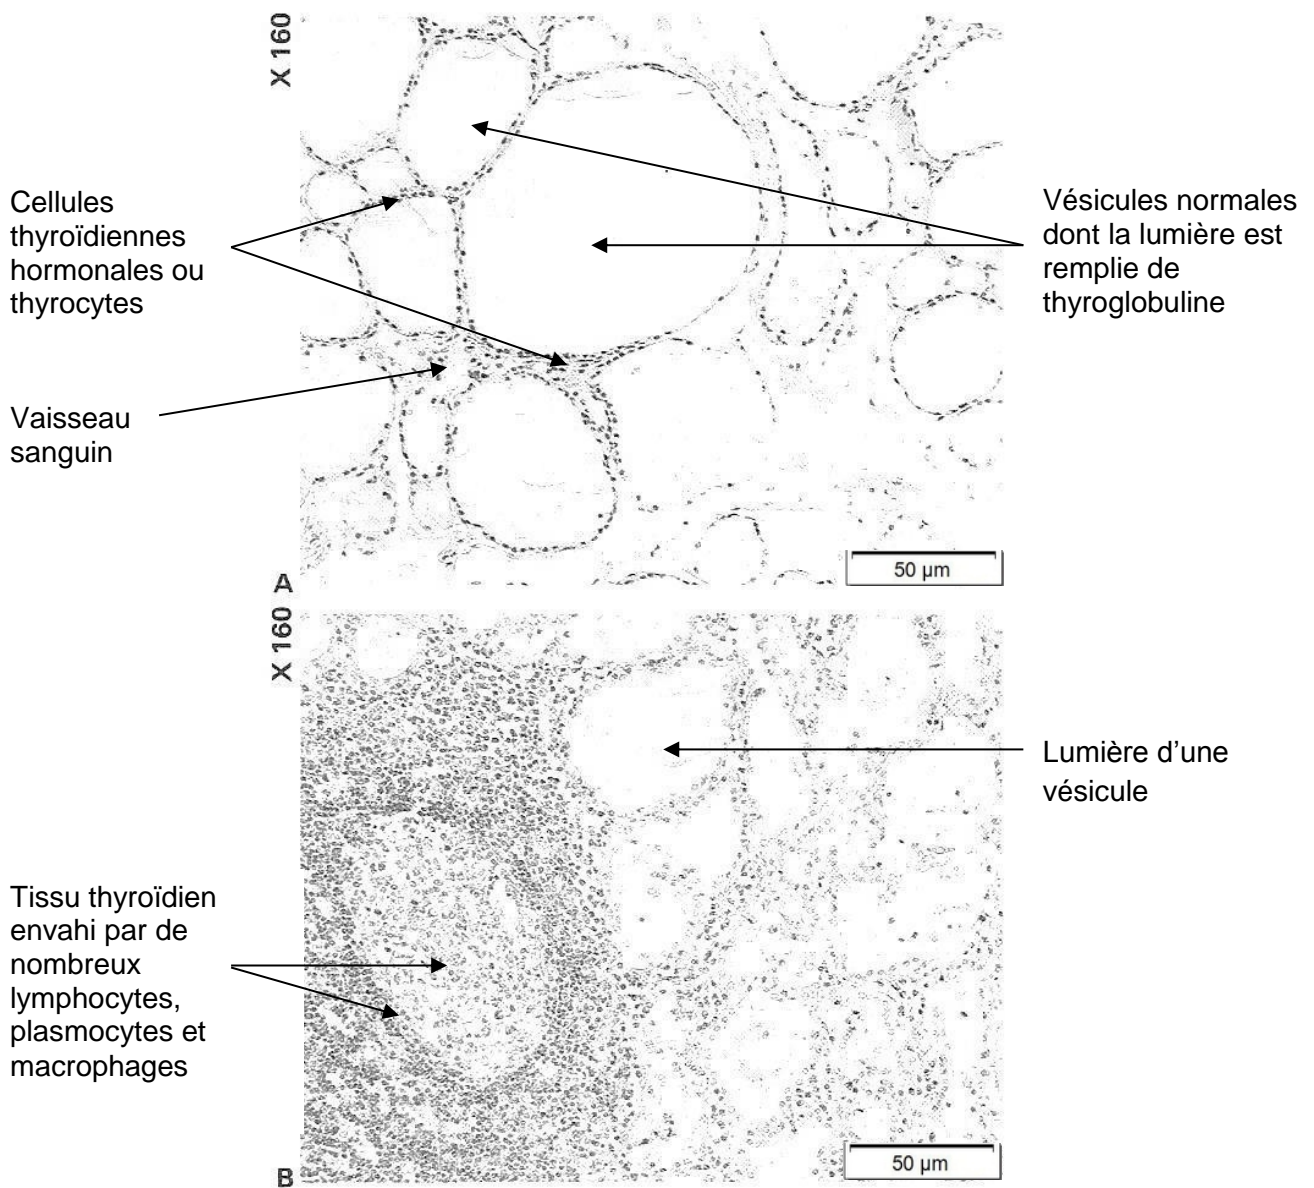 X 160
Cellules
thyroïdiennes
hormonales ou
thyrocytes
Vaisseau
sanguin
Vésicules normales
dont la lumière est
remplie de
thyroglobuline
50 µm
A
X 160
Lumière d’une
vésicule
Tissu thyroïdien
envahi par de
nombreux
lymphocytes,
plasmocytes et
macrophages
50 µm
B